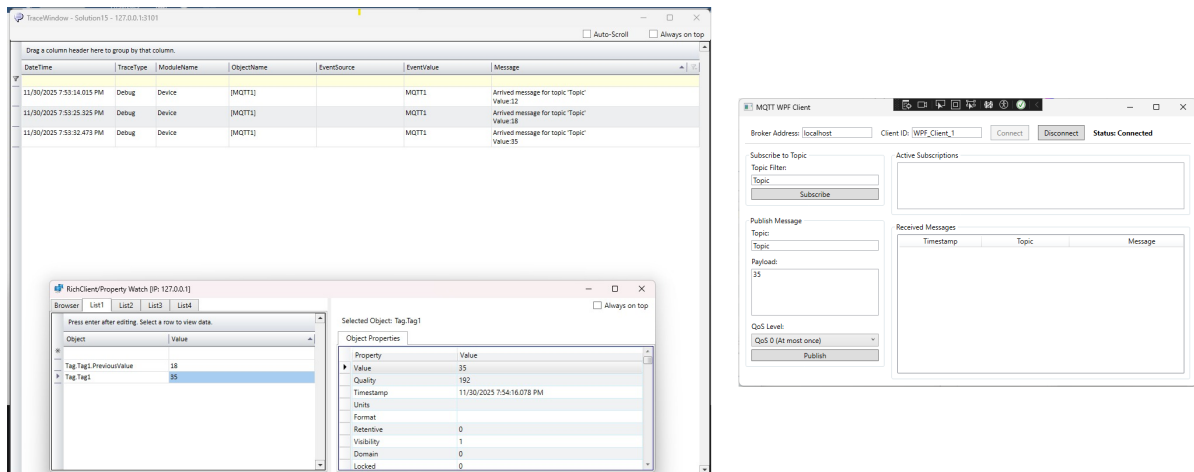 TraceWindow - Solution15 - 127.0.0.1:3101
Auto-Scroll Always on top
Drag a column header here to group by that column.
DateTime TraceType ModuleName ObjectName EventSource EventValue Message
11/30/2025 7:53:14.015 PM Debug Device [MQTT1] MQTT1 Arrived message for topic 'Topic'
Value:12
11/30/2025 7:53:25.325 PM Debug Device [MQTT1] MQTT1 Arrived message for topic 'Topic'
Value:18
11/30/2025 7:53:32.473 PM Debug Device [MQTT1] MQTT1 Arrived message for topic 'Topic'
Value:35
RichClient/Property Watch [IP: 127.0.0.1]
Browser List1 List2 List3 List4
Press enter after editing. Select a row to view data.
Object Value
Tag.Tag1.PreviousValue 18
Tag.Tag1 35
Always on top
Selected Object: Tag.Tag1
Object Properties
Property Value
Value 35
Quality 192
Timestamp 11/30/2025 7:54:16.078 PM
Units
Format
Retentive 0
Visibility 1
Domain 0
Locked 0
MQTT WPF Client
Broker Address: localhost Client ID: WPF_Client_1 Connect Disconnect Status: Connected
Subscribe to Topic
Topic Filter:
Topic
Subscribe
Publish Message
Topic:
Topic
Payload:
35
QoS Level:
QoS 0 (At most once)
Publish
Active Subscriptions
Received Messages
Timestamp Topic Message